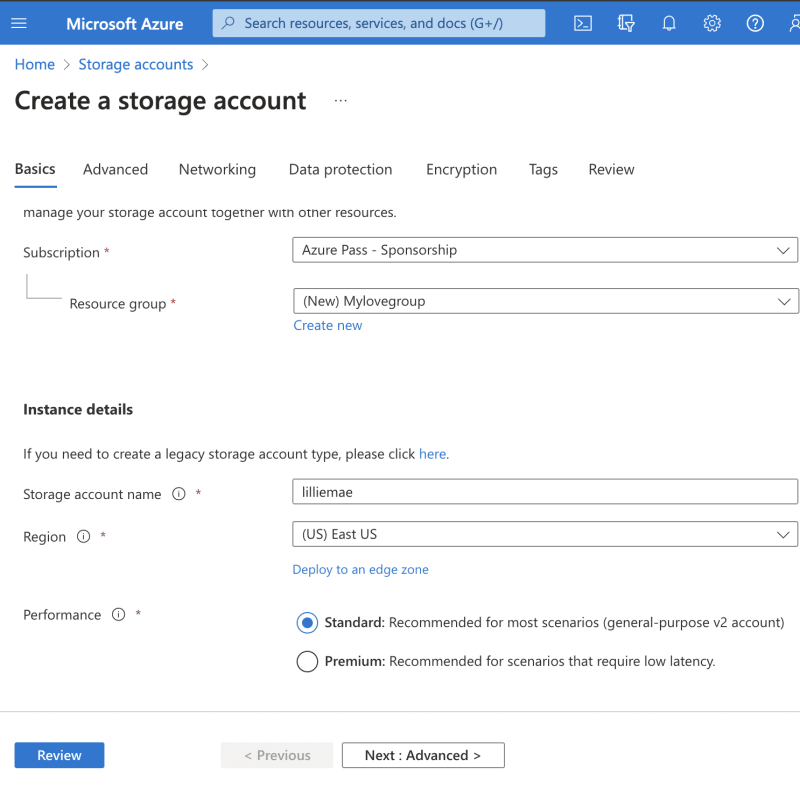 Microsoft Azure
Search resources, services, and docs (G+/)
Home > Storage accounts >
Create a storage account ...
Basics Advanced Networking Data protection Encryption Tags Review
manage your storage account together with other resources.
Subscription * Azure Pass - Sponsorship
Resource group * (New) Mylovegroup
Create new
Instance details
If you need to create a legacy storage account type, please click here.
Storage account name * lilliemae
Region * (US) East US
Deploy to an edge zone
Performance * Standard: Recommended for most scenarios (general-purpose v2 account)
Premium: Recommended for scenarios that require low latency.
Review < Previous Next : Advanced >